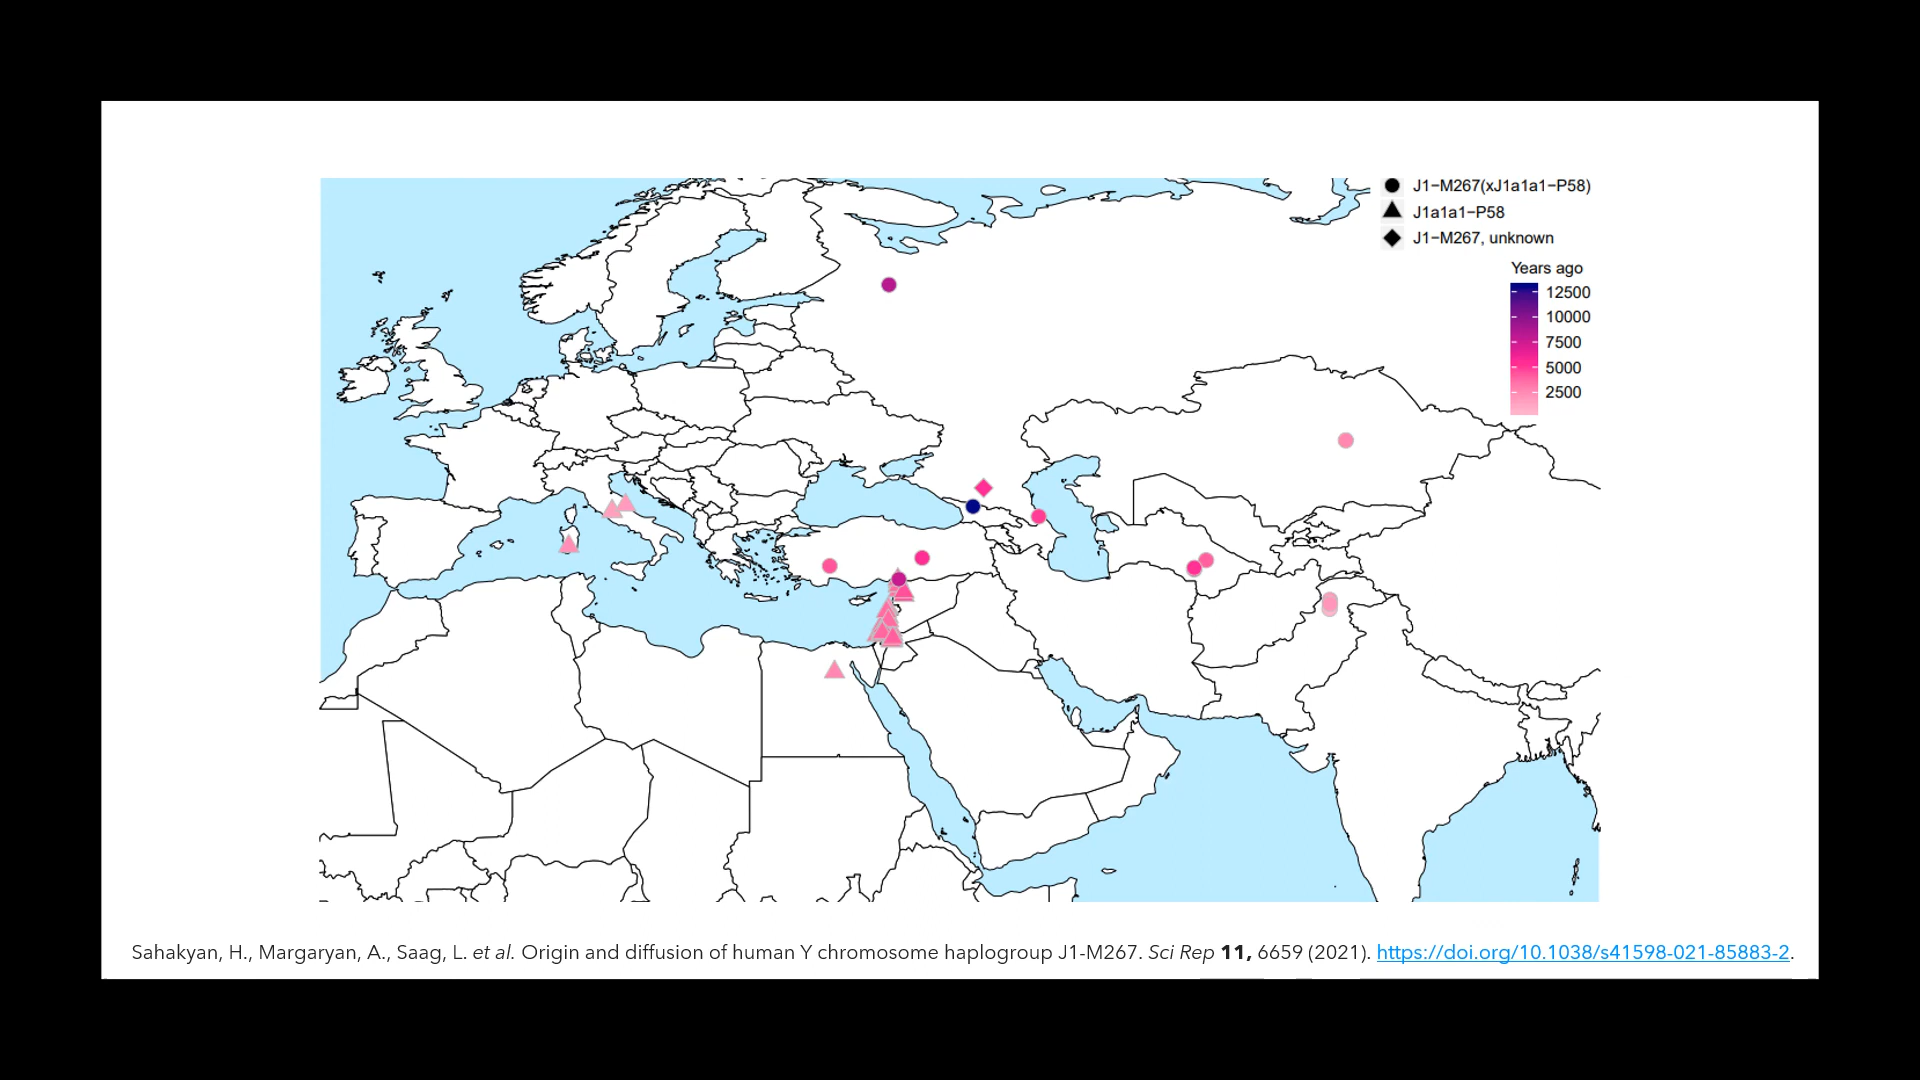 J1−M267(xJ1a1a1−P58)
J1a1a1−P58
J1−M267, unknown
Years ago
12500
10000
7500
5000
2500
Sahakyan, H., Margaryan, A., Saag, L. et al. Origin and diffusion of human Y chromosome haplogroup J1-M267. Sci Rep 11, 6659 (2021). https://doi.org/10.1038/s41598-021-85883-2.